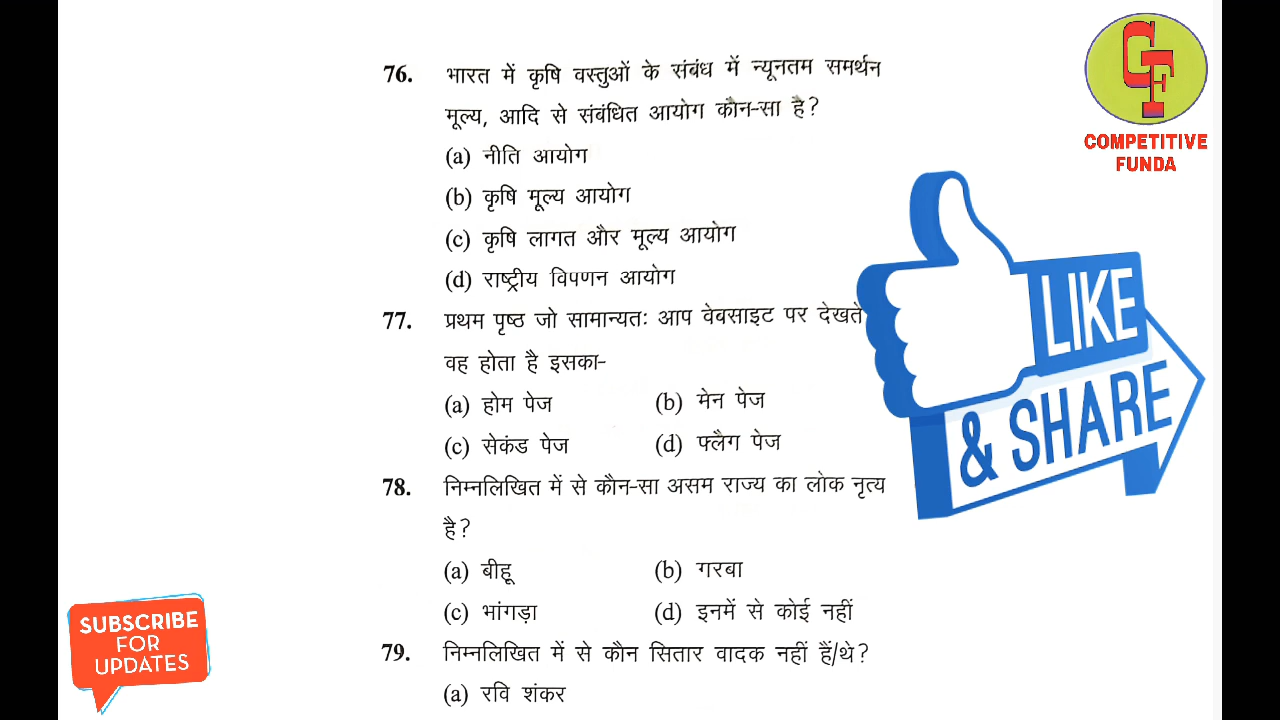 76. भारत में कृषि वस्तुओं के संबंध में न्यूनतम समर्थन
मूल्य, आदि से संबंधित आयोग कौन-सा है?
(a) नीति आयोग
(b) कृषि मूल्य आयोग
(c) कृषि लागत और मूल्य आयोग
(d) राष्ट्रीय विपणन आयोग
77. प्रथम पृष्ठ जो सामान्यतः आप वेबसाइट पर देखते
वह होता है इसका-
(a) होम पेज (b) मेन पेज
(c) सेकंड पेज (d) फ्लैग पेज
78. निम्नलिखित में से कौन-सा असम राज्य का लोक नृत्य
है?
(a) बीहू (b) गरबा
(c) भांगड़ा (d) इनमें से कोई नहीं
79. निम्नलिखित में से कौन सितार वादक नहीं हैं/थे?
(a) रवि शंकर
CF
COMPETITIVE
FUNDA
LIKE
& SHARE
SUBSCRIBE
FOR
UPDATES